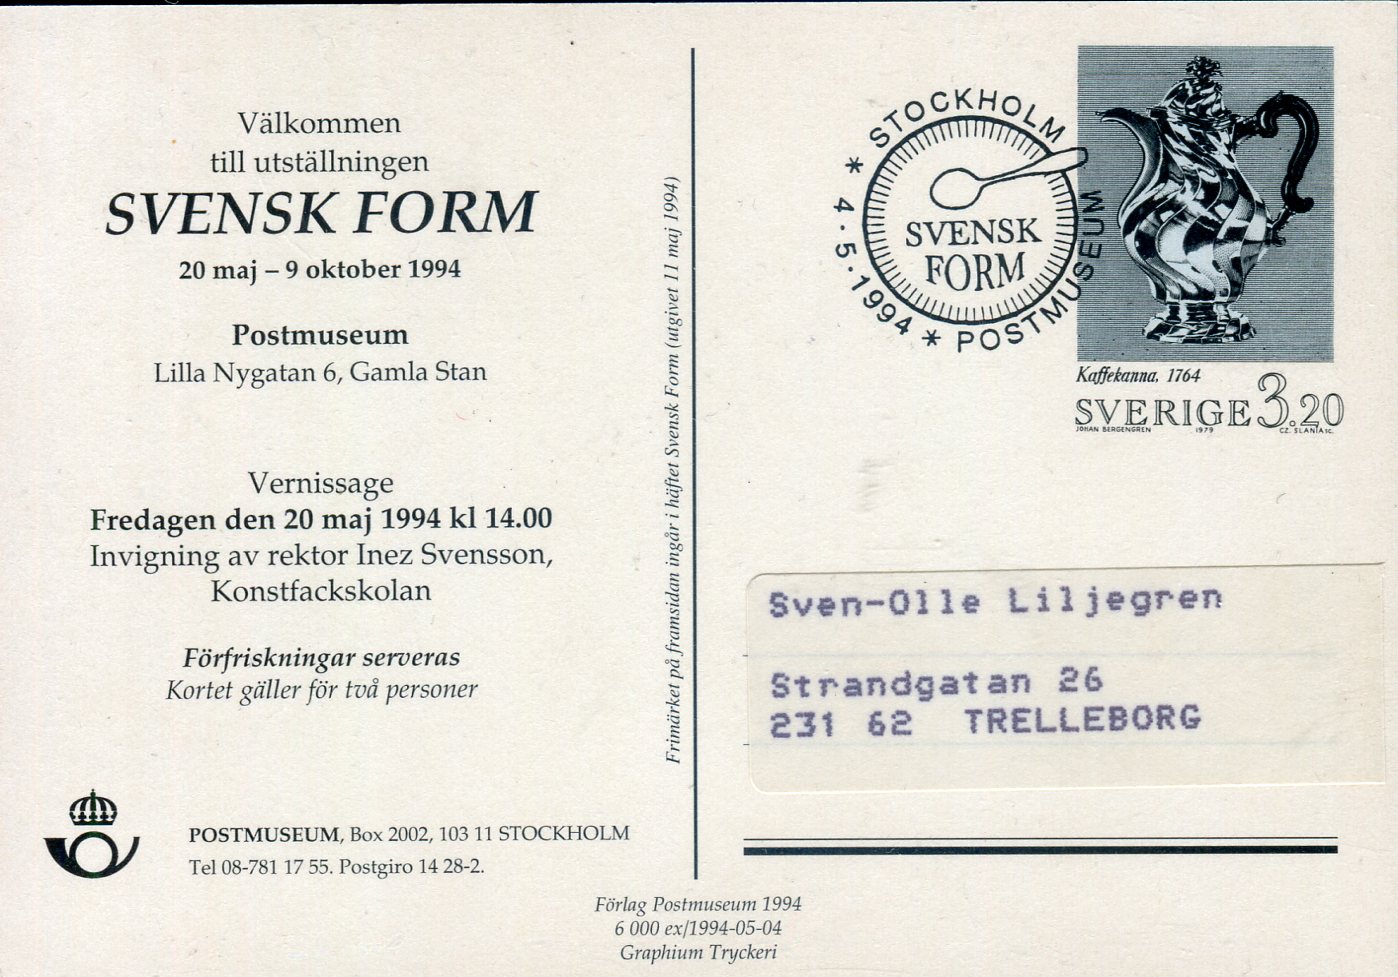 Välkommen
till utställningen
SVENSK FORM
20 maj – 9 oktober 1994
Postmuseum
Lilla Nygatan 6, Gamla Stan
Vernissage
Fredagen den 20 maj 1994 kl 14.00
Invigning av rektor Inez Svensson,
Konstfackskolan
Förfriskningar serveras
Kortet gäller för två personer
POSTMUSEUM, Box 2002, 103 11 STOCKHOLM
Tel 08-781 17 55. Postgiro 14 28-2.
Frimärket på framsidan ingår i häftet Svensk Form (utgivet 11 maj 1994)
Förlag Postmuseum 1994
6 000 ex/1994-05-04
Graphium Tryckeri
* STOCKHOLM
POSTMUSEUM
4.5.1994 *
SVENSK
FORM
Kaffekanna, 1764
SVERIGE 3.20
JOHAN BERGENGREN 1979 CZ. SLANIA SC.
Sven-Olle Liljegren
Strandgatan 26
231 62 TRELLEBORG